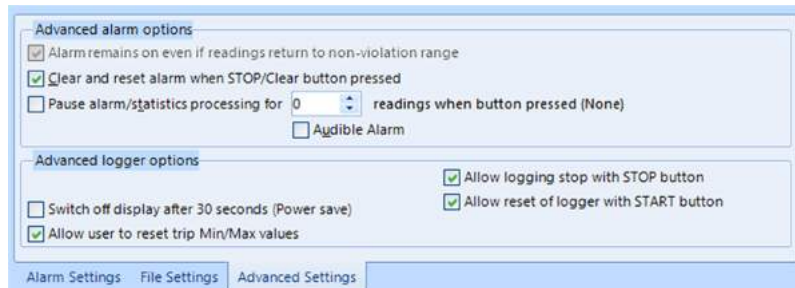 Advanced alarm options
Alarm remains on even if readings return to non-violation range
Clear and reset alarm when STOP/Clear button pressed
Pause alarm/statistics processing for 0 readings when button pressed (None)
Audible Alarm
Advanced logger options
Allow logging stop with STOP button
Switch off display after 30 seconds (Power save)
Allow reset of logger with START button
Allow user to reset trip Min/Max values
Alarm Settings File Settings Advanced Settings